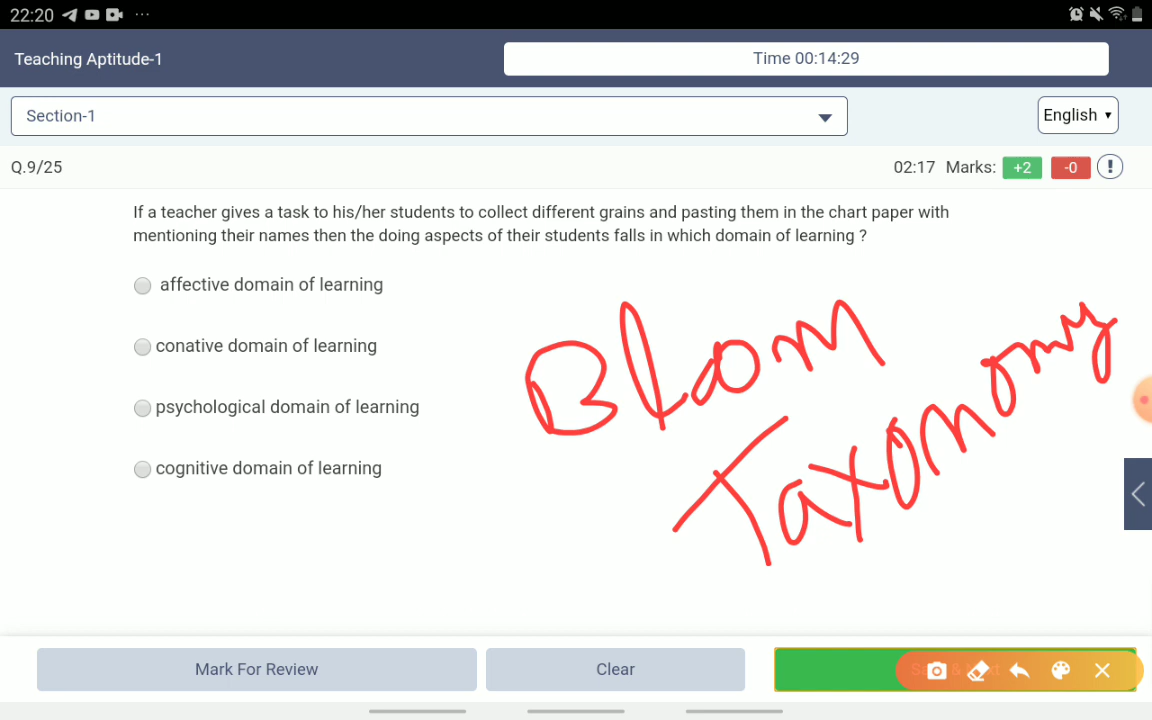 22:20
Teaching Aptitude-1
Time 00:14:29
Section-1
English
Q.9/25
02:17 Marks: +2 -0 !
If a teacher gives a task to his/her students to collect different grains and pasting them in the chart paper with
mentioning their names then the doing aspects of their students falls in which domain of learning ?
affective domain of learning
conative domain of learning
psychological domain of learning
cognitive domain of learning
Bloom
Taxonomy
Mark For Review
Clear